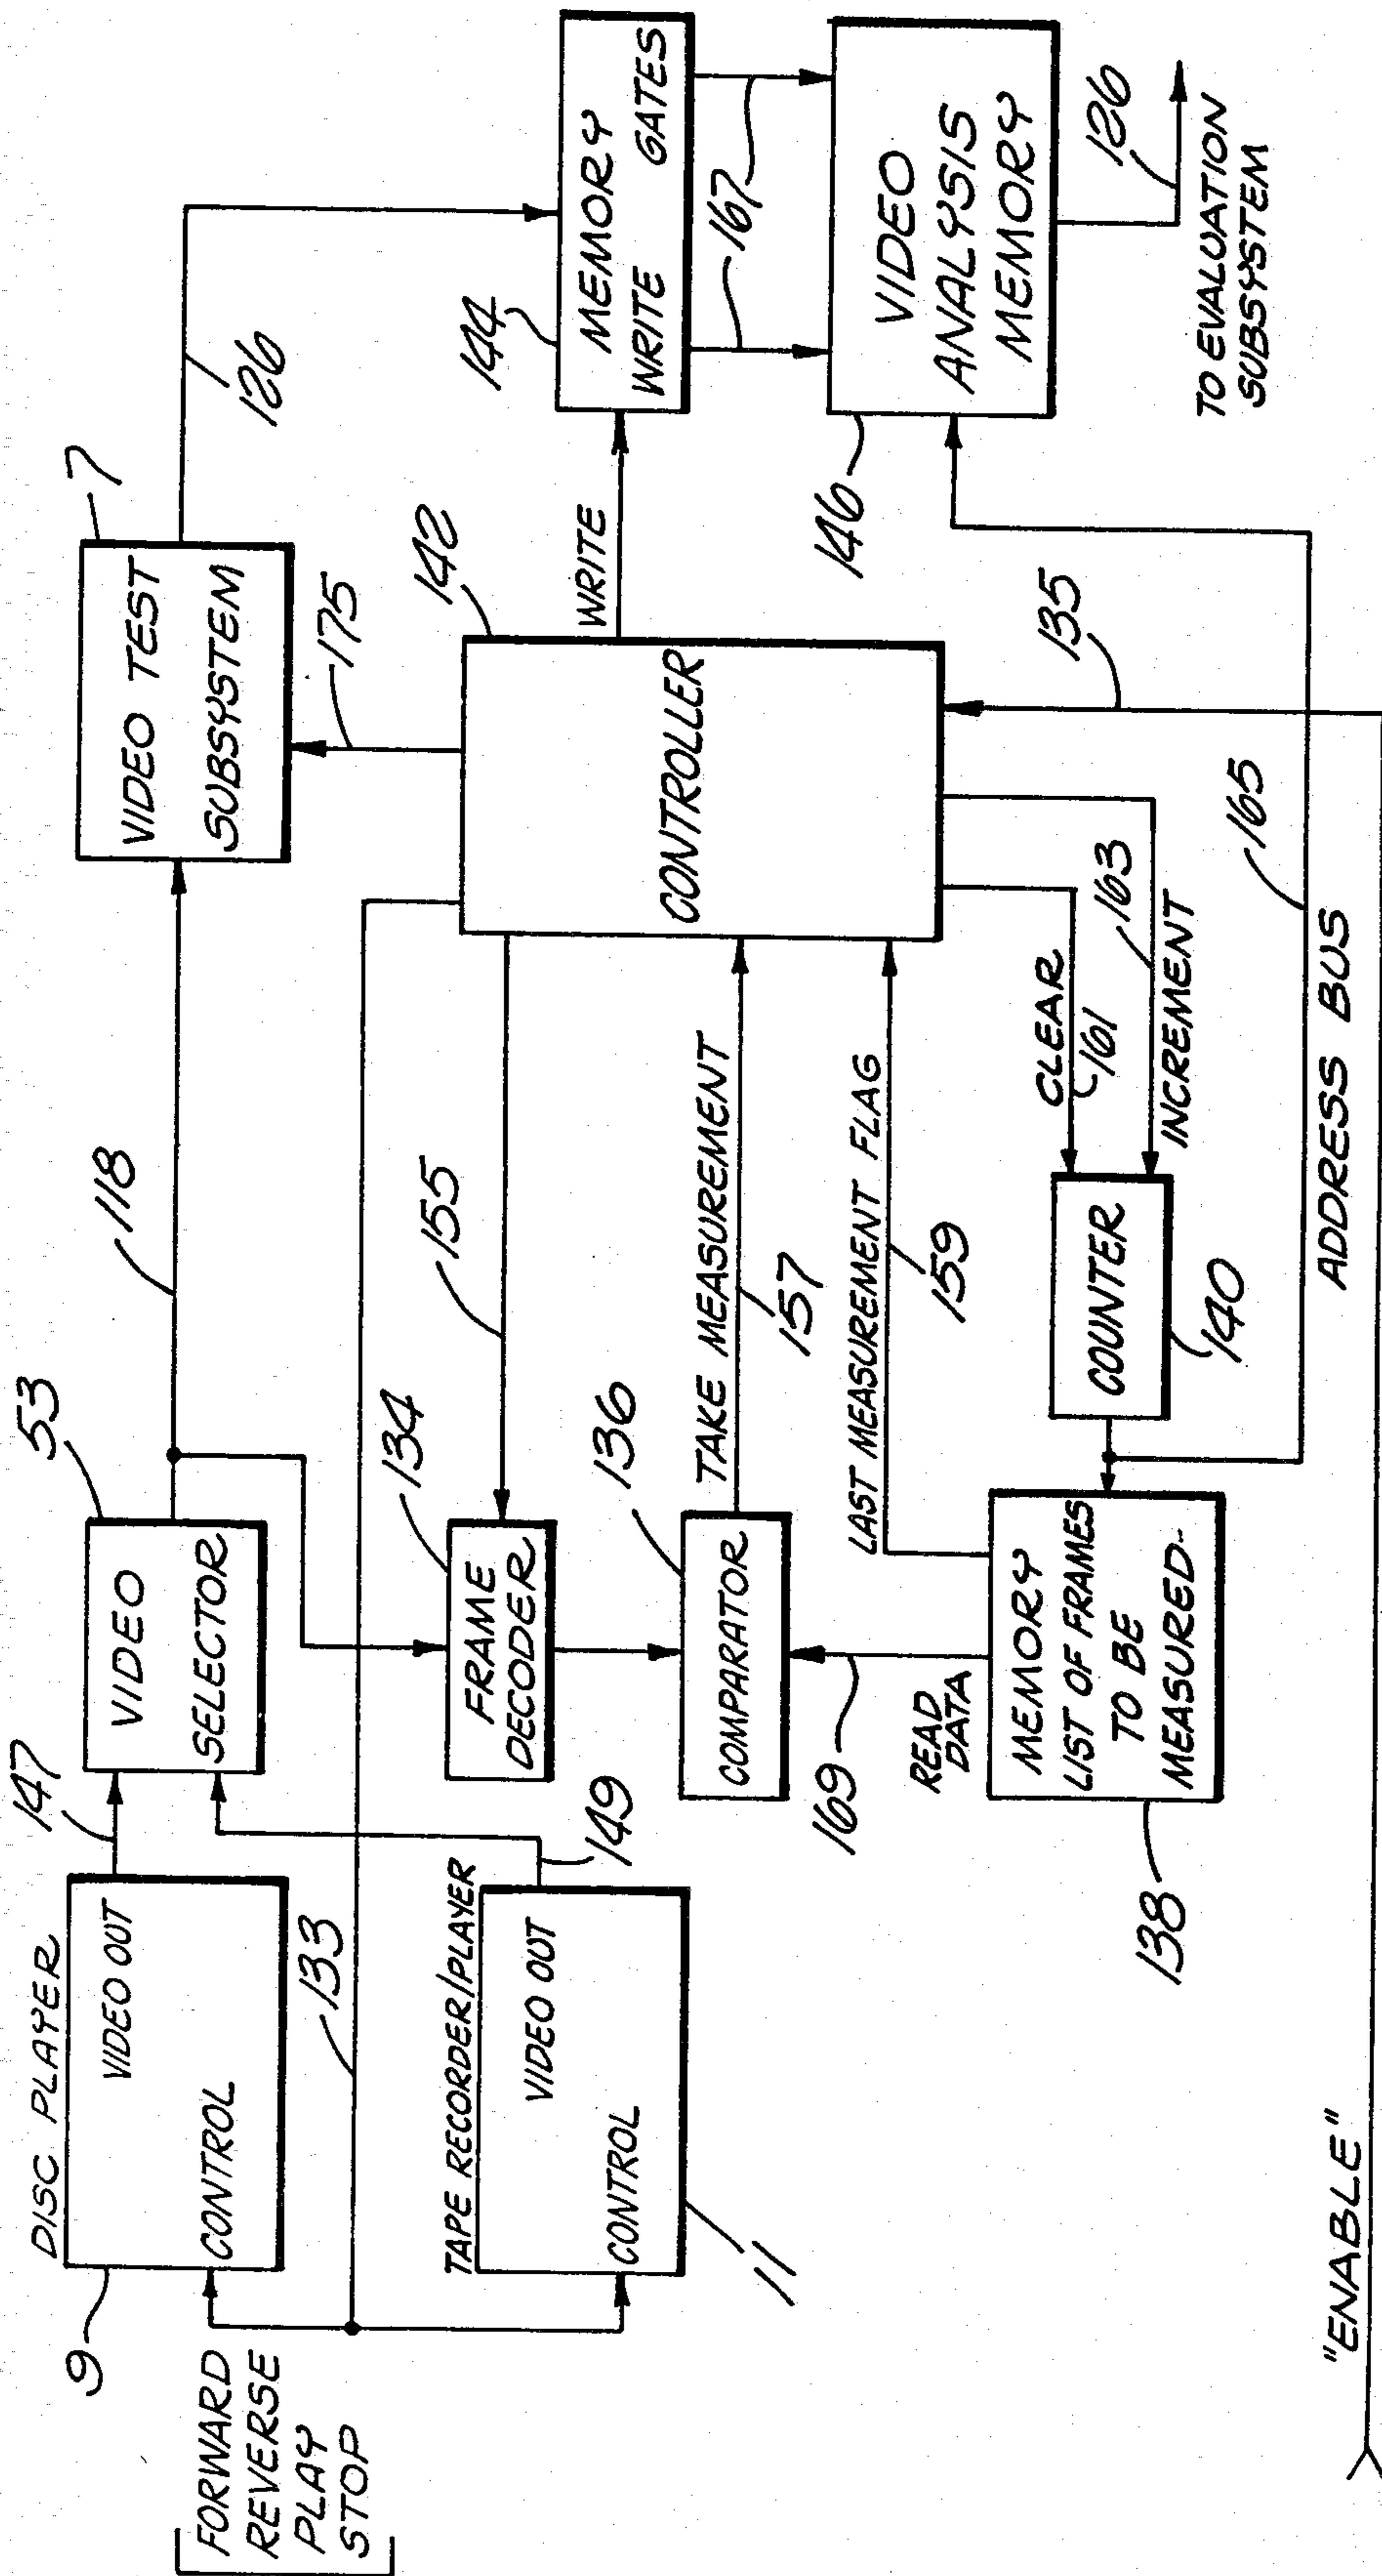 FORWARD
REVERSE
PLAY
STOP
9
DISC PLAYER
VIDEO OUT
CONTROL
147
133
TAPE RECORDER/PLAYER
VIDEO OUT
CONTROL
11
149
53
VIDEO
SELECTOR
118
7
VIDEO TEST
SUBSYSTEM
175
126
134
FRAME
DECODER
155
136
COMPARATOR
TAKE MEASUREMENT
157
169
READ
DATA
MEMORY
LIST OF FRAMES
TO BE
MEASURED-
138
LAST MEASUREMENT FLAG
159
COUNTER
140
CLEAR
161
163
INCREMENT
142
CONTROLLER
WRITE
144
MEMORY
WRITE GATES
167
146
VIDEO
ANALYSIS
MEMORY
126
TO EVALUATION
SUBSYSTEM
135
165
ADDRESS BUS
"ENABLE"